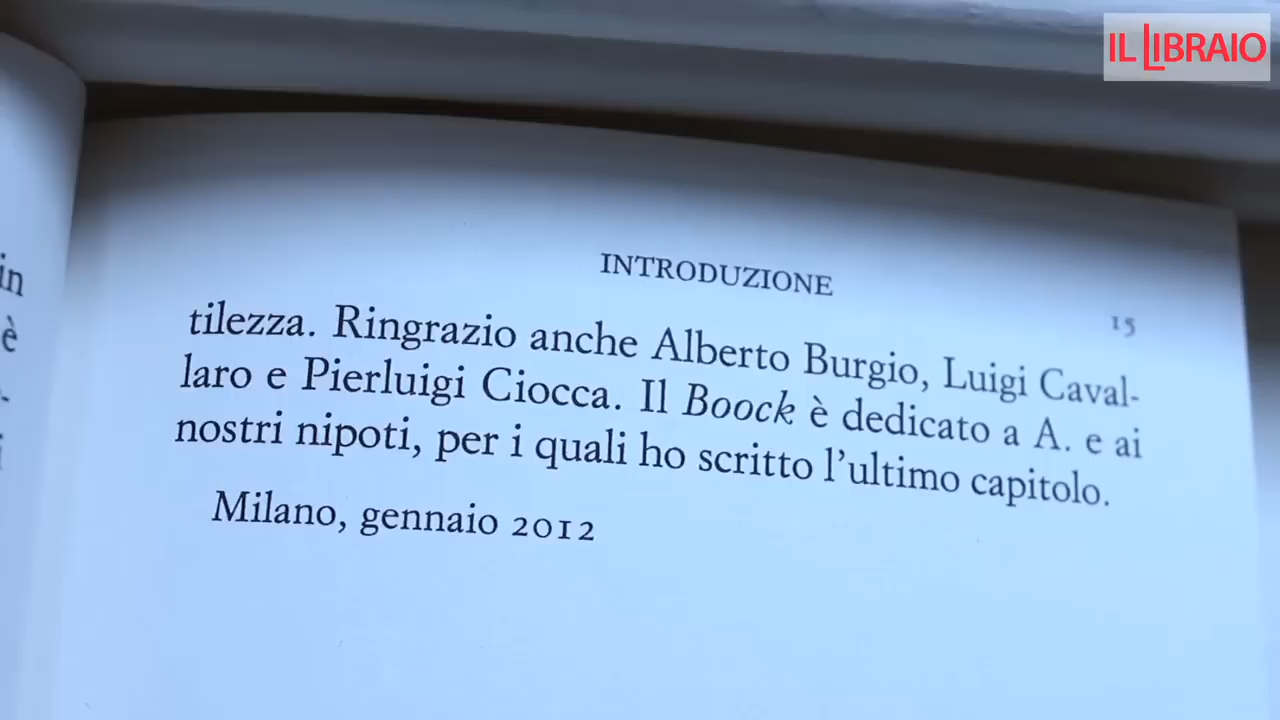 IL LIBRAIO
in
è
-
INTRODUZIONE
15
tilezza. Ringrazio anche Alberto Burgio, Luigi Caval-
laro e Pierluigi Ciocca. Il Boock è dedicato a A. e ai
nostri nipoti, per i quali ho scritto l’ultimo capitolo.
Milano, gennaio 2012